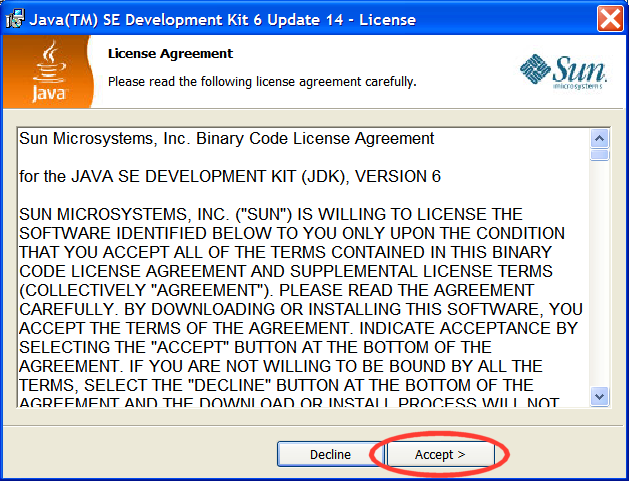 Java(TM) SE Development Kit 6 Update 14 - License
License Agreement
Please read the following license agreement carefully.
Java
Sun
microsystems
Sun Microsystems, Inc. Binary Code License Agreement
for the JAVA SE DEVELOPMENT KIT (JDK), VERSION 6
SUN MICROSYSTEMS, INC. ("SUN") IS WILLING TO LICENSE THE
SOFTWARE IDENTIFIED BELOW TO YOU ONLY UPON THE CONDITION
THAT YOU ACCEPT ALL OF THE TERMS CONTAINED IN THIS BINARY
CODE LICENSE AGREEMENT AND SUPPLEMENTAL LICENSE TERMS
(COLLECTIVELY "AGREEMENT"). PLEASE READ THE AGREEMENT
CAREFULLY. BY DOWNLOADING OR INSTALLING THIS SOFTWARE, YOU
ACCEPT THE TERMS OF THE AGREEMENT. INDICATE ACCEPTANCE BY
SELECTING THE "ACCEPT" BUTTON AT THE BOTTOM OF THE
AGREEMENT. IF YOU ARE NOT WILLING TO BE BOUND BY ALL THE
TERMS, SELECT THE "DECLINE" BUTTON AT THE BOTTOM OF THE
AGREEMENT AND THE DOWNLOAD OR INSTALL PROCESS WILL NOT
Decline
Accept >